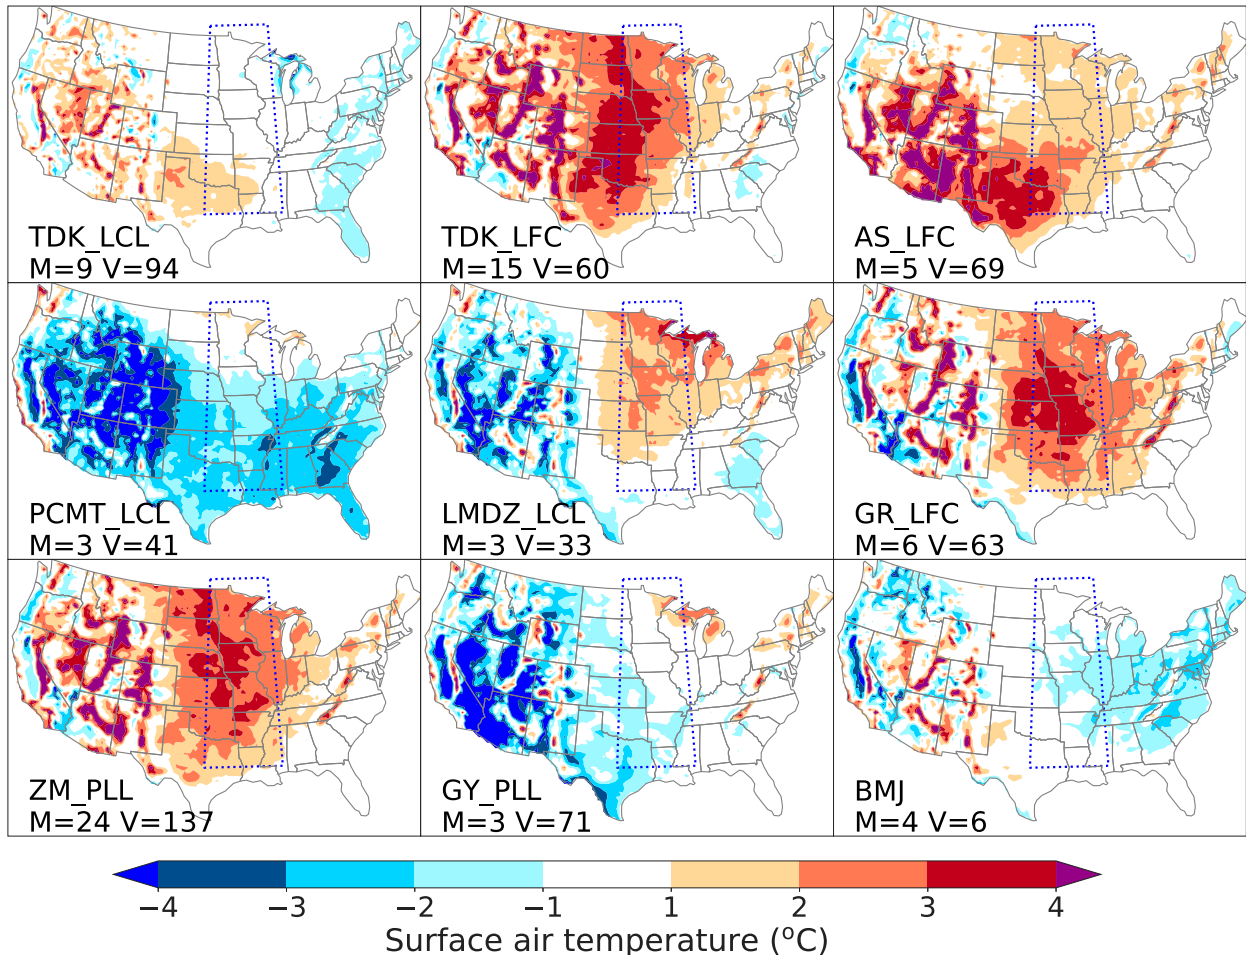 TDK_LCL
M=9 V=94
TDK_LFC
M=15 V=60
AS_LFC
M=5 V=69
PCMT_LCL
M=3 V=41
LMDZ_LCL
M=3 V=33
GR_LFC
M=6 V=63
ZM_PLL
M=24 V=137
GY_PLL
M=3 V=71
BMJ
M=4 V=6
−4 −3 −2 −1 1 2 3 4
Surface air temperature (°C)